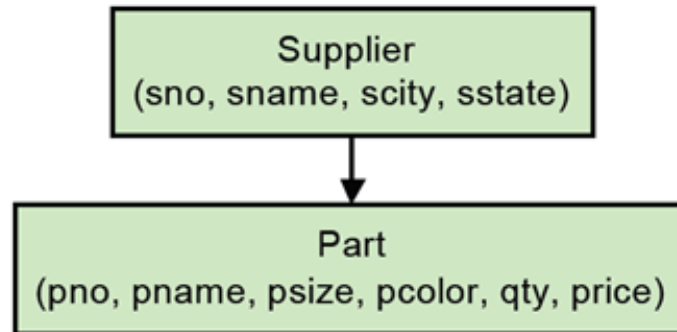 Supplier
(sno, sname, scity, sstate)
Part
(pno, pname, psize, pcolor, qty, price)